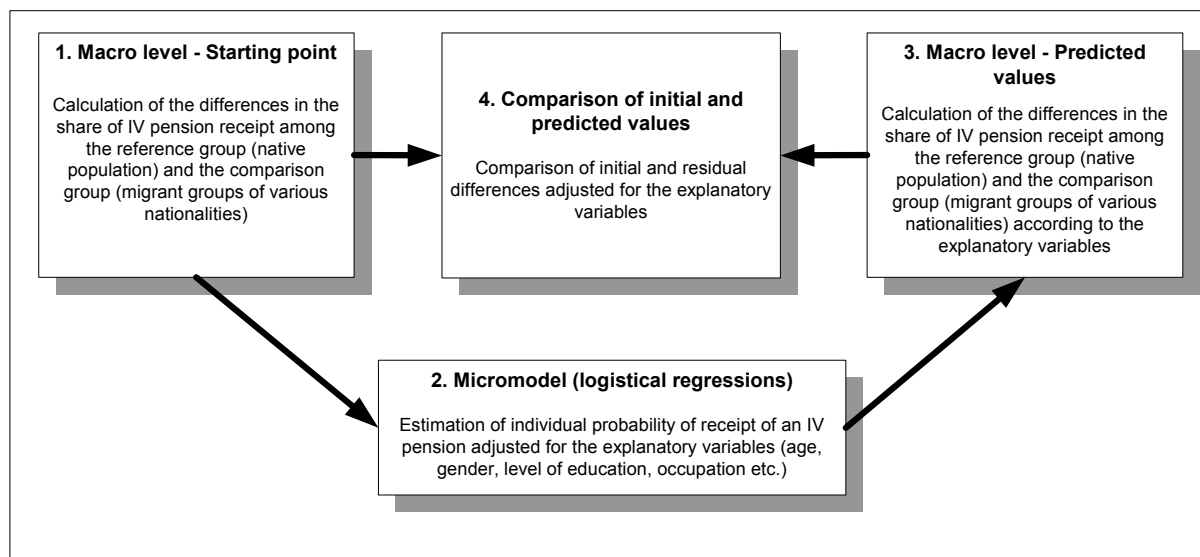 1. Macro level - Starting point
Calculation of the differences in the
share of IV pension receipt among
the reference group (native
population) and the comparison
group (migrant groups of various
nationalities)
4. Comparison of initial and
predicted values
Comparison of initial and residual
differences adjusted for the explanatory
variables
3. Macro level - Predicted
values
Calculation of the differences in the
share of IV pension receipt among
the reference group (native
population) and the comparison
group (migrant groups of various
nationalities) according to the
explanatory variables
2. Micromodel (logistical regressions)
Estimation of individual probability of receipt of an IV
pension adjusted for the explanatory variables (age,
gender, level of education, occupation etc.)